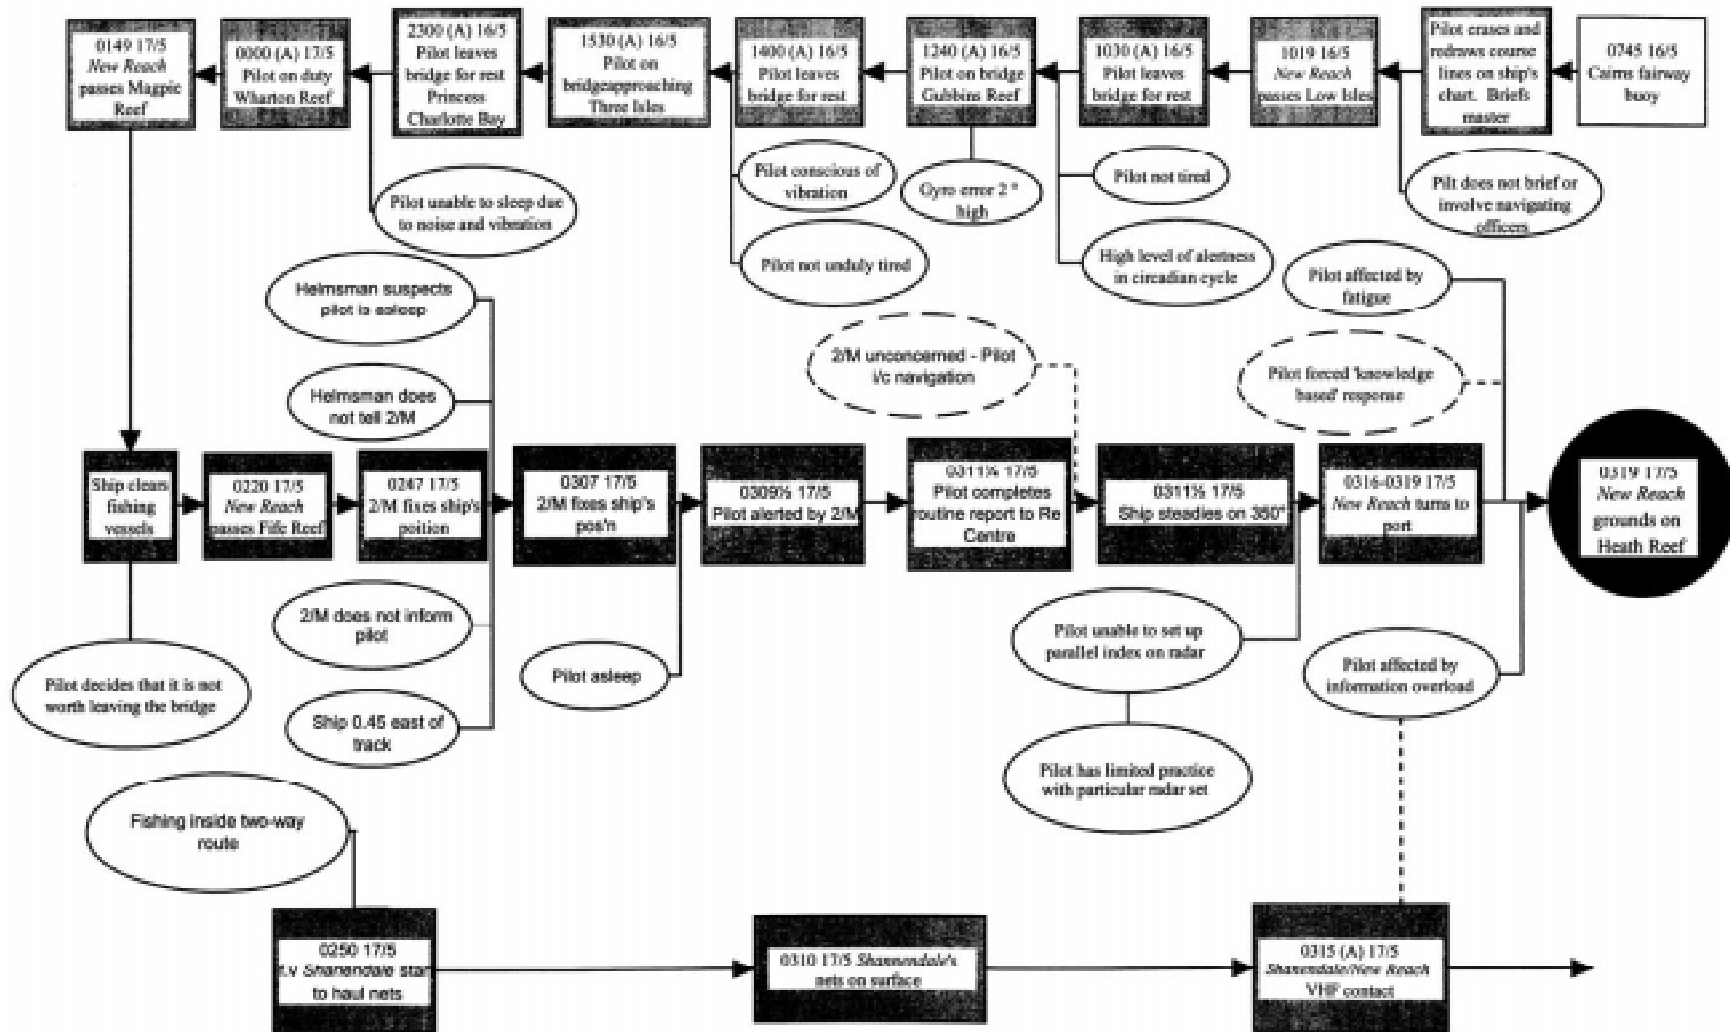 0149 17/5
New Reach
passes Magpie
Reef
0000 (A) 17/5
Pilot on duty
Wharton Reef
2300 (A) 16/5
Pilot leaves
bridge for rest
Princess
Charlotte Bay
1530 (A) 16/5
Pilot on
bridgeapproaching
Three Isles
1400 (A) 16/5
Pilot leaves
bridge for rest
1240 (A) 16/5
Pilot on bridge
Gubbins Reef
1030 (A) 16/5
Pilot leaves
bridge for rest
1019 16/5
New Reach
passes Low Isles
Pilot erases and
redraws course
lines on ship's
chart. Briefs
master
0745 16/5
Cairns fairway
buoy
Pilot unable to sleep due
to noise and vibration
Pilot conscious of
vibration
Pilot not unduly tired
Gyro error 2 °
high
Pilot not tired
High level of alertness
in circadian cycle
Pilt does not brief or
involve navigating
officers
Helmsman suspects
pilot is asleep
Helmsman does
not tell 2/M
2/M unconcerned - Pilot
i/c navigation
Pilot affected by
fatigue
Pilot forced 'knowledge
based' response
Ship clears
fishing
vessels
0220 17/5
New Reach
passes Fife Reef
0247 17/5
2/M fixes ship's
poition
0307 17/5
2/M fixes ship's
pos'n
0309½ 17/5
Pilot alerted by 2/M
0311¼ 17/5
Pilot completes
routine report to Re
Centre
0311½ 17/5
Ship steadies on 350°
0316-0319 17/5
New Reach turns to
port
0319 17/5
New Reach
grounds on
Heath Reef
Pilot decides that it is not
worth leaving the bridge
2/M does not inform
pilot
Ship 0.45 east of
track
Pilot asleep
Pilot unable to set up
parallel index on radar
Pilot has limited practice
with particular radar set
Pilot affected by
information overload
Fishing inside two-way
route
0250 17/5
f.v Shanendale star
to haul nets
0310 17/5 Shannendale's
nets on surface
0315 (A) 17/5
Shanendale/New Reach
VHF contact